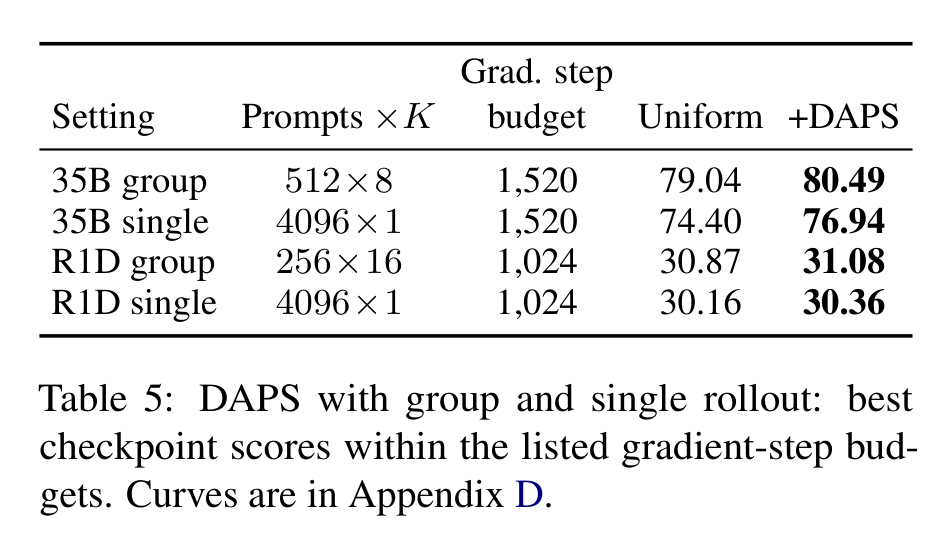 Grad. step
Setting Prompts ×K budget Uniform +DAPS
35B group 512×8 1,520 79.04 80.49
35B single 4096×1 1,520 74.40 76.94
R1D group 256×16 1,024 30.87 31.08
R1D single 4096×1 1,024 30.16 30.36
Table 5: DAPS with group and single rollout: best
checkpoint scores within the listed gradient-step bud-
gets. Curves are in Appendix D.